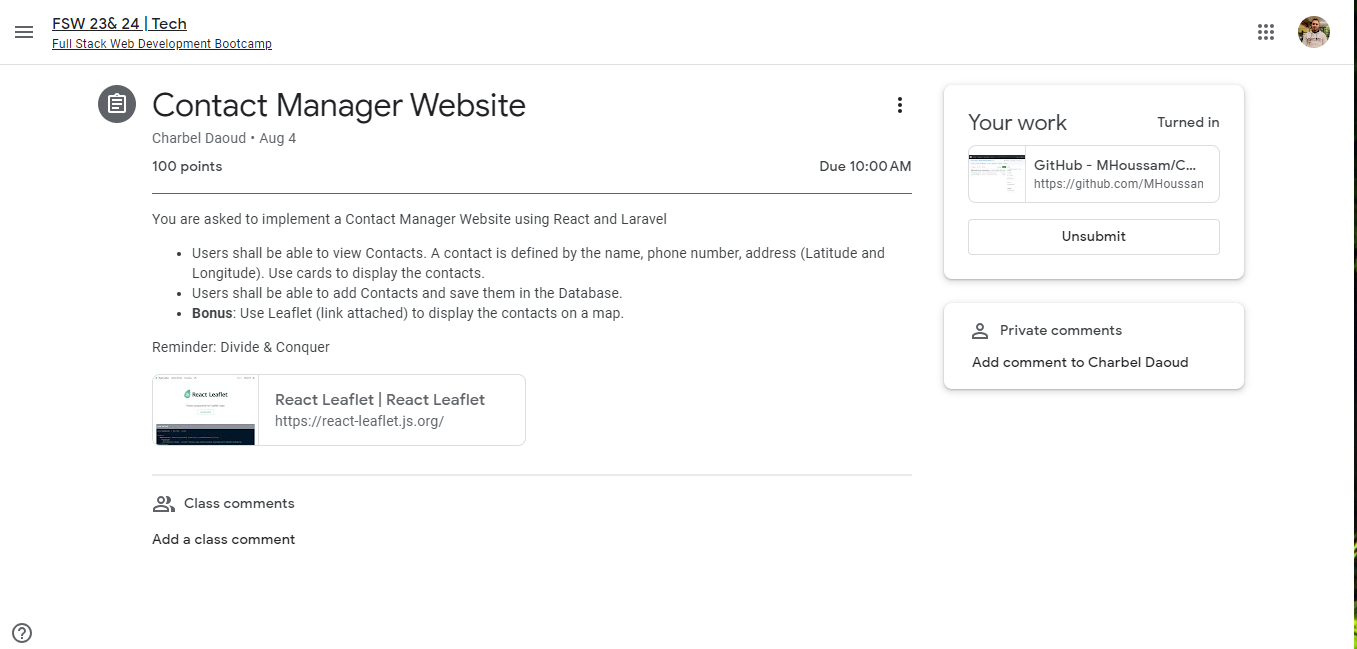 FSW 23& 24 | Tech
Full Stack Web Development Bootcamp
Contact Manager Website
Charbel Daoud • Aug 4
100 points
Due 10:00 AM
You are asked to implement a Contact Manager Website using React and Laravel
• Users shall be able to view Contacts. A contact is defined by the name, phone number, address (Latitude and
Longitude). Use cards to display the contacts.
• Users shall be able to add Contacts and save them in the Database.
• Bonus: Use Leaflet (link attached) to display the contacts on a map.
Reminder: Divide & Conquer
React Leaflet
React Leaflet | React Leaflet
https://react-leaflet.js.org/
Class comments
Add a class comment
Your work
Turned in
GitHub - MHoussam/C...
https://github.com/MHoussan
Unsubmit
Private comments
Add comment to Charbel Daoud